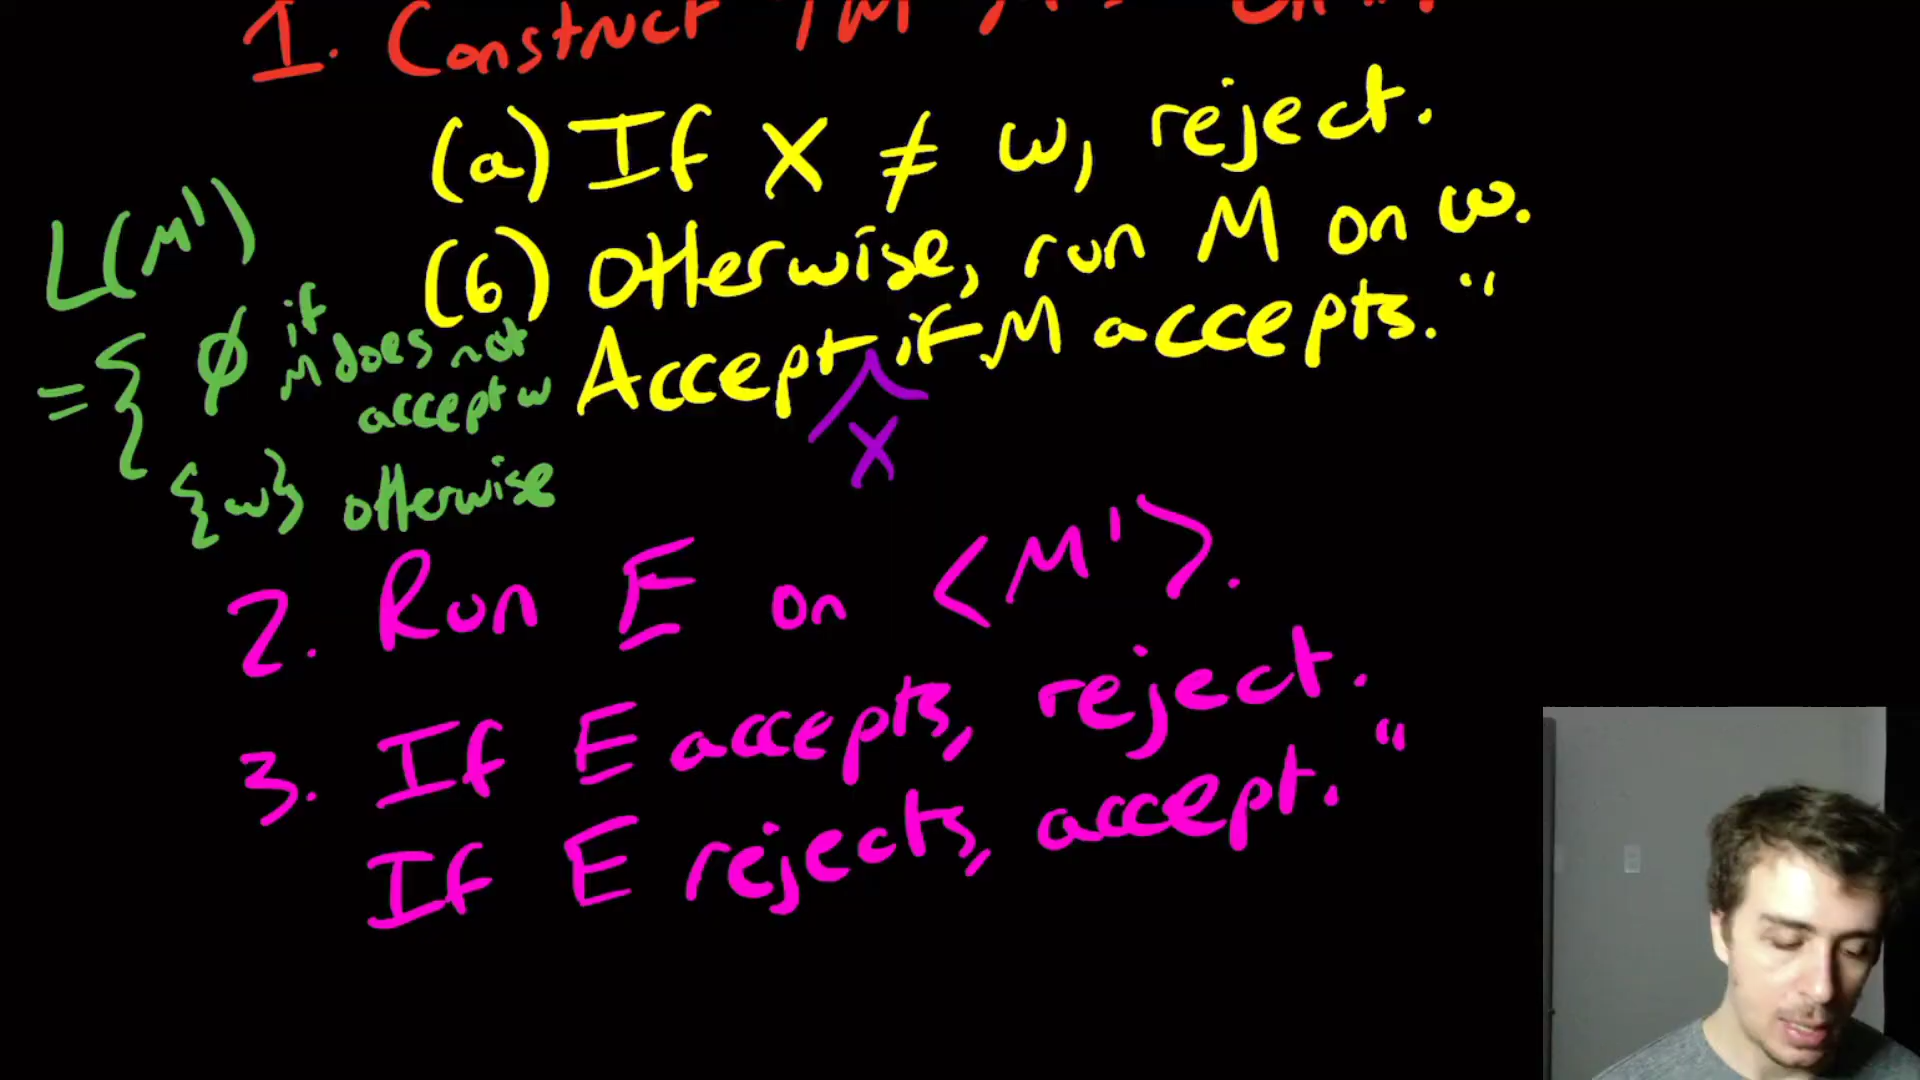 1. Construct TM M'
(a) If x ≠ w, reject.
(b) Otherwise, run M on w.
Accept if M accepts."
x
L(M')
= { ∅ if M does not accept w
{w} otherwise
2. Run E on <M'>.
3. If E accepts, reject.
If E rejects, accept."